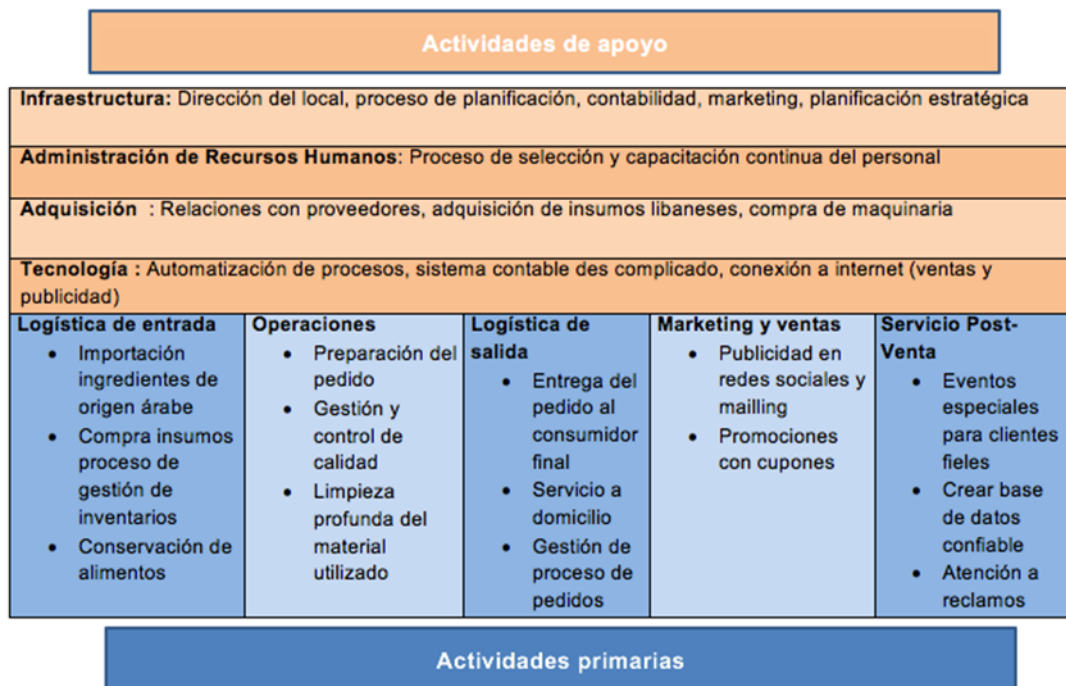 Actividades de apoyo
Infraestructura: Dirección del local, proceso de planificación, contabilidad, marketing, planificación estratégica
Administración de Recursos Humanos: Proceso de selección y capacitación continua del personal
Adquisición : Relaciones con proveedores, adquisición de insumos libaneses, compra de maquinaria
Tecnología : Automatización de procesos, sistema contable des complicado, conexión a internet (ventas y
publicidad)
Logística de entrada
• Importación
ingredientes de
origen árabe
• Compra insumos
proceso de
gestión de
inventarios
• Conservación de
alimentos
Operaciones
• Preparación del
pedido
• Gestión y
control de
calidad
• Limpieza
profunda del
material
utilizado
Logística de
salida
• Entrega del
pedido al
consumidor
final
• Servicio a
domicilio
• Gestión de
proceso de
pedidos
Marketing y ventas
• Publicidad en
redes sociales y
mailling
• Promociones
con cupones
Servicio Post-
Venta
• Eventos
especiales
para clientes
fieles
• Crear base
de datos
confiable
• Atención a
reclamos
Actividades primarias